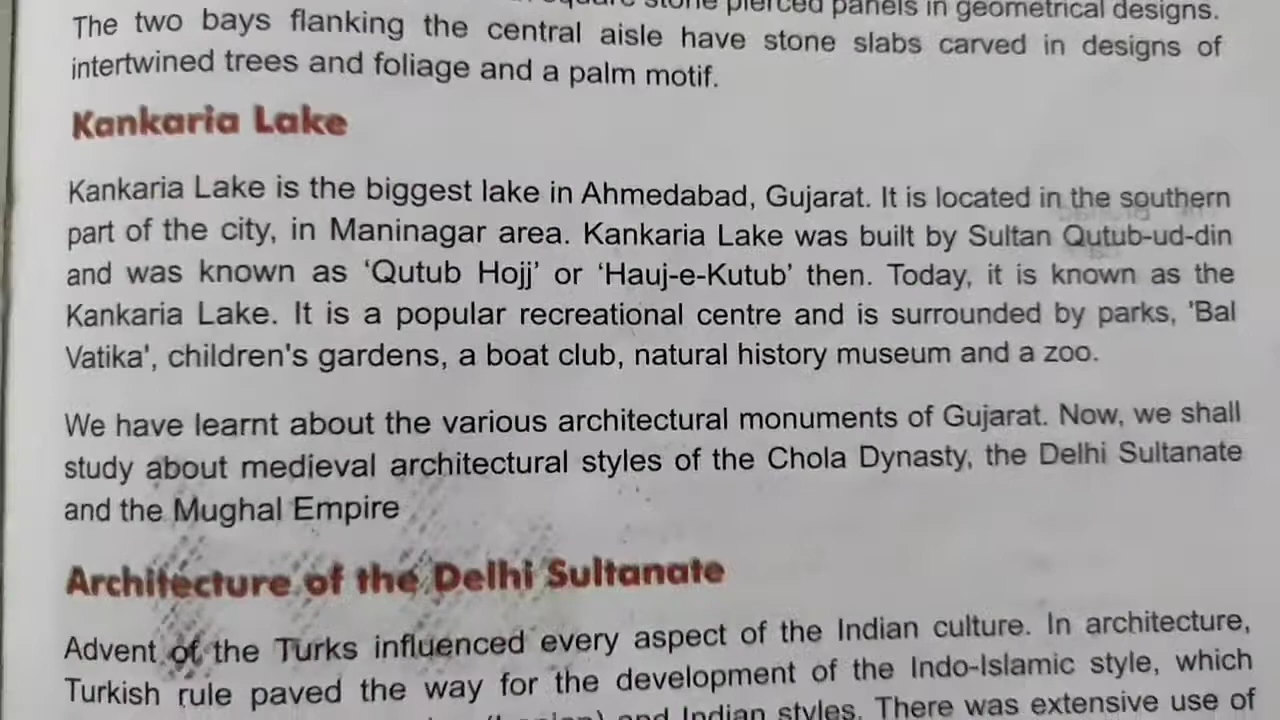 square stone pierced panels in geometrical designs.
The two bays flanking the central aisle have stone slabs carved in designs of
intertwined trees and foliage and a palm motif.
Kankaria Lake
Kankaria Lake is the biggest lake in Ahmedabad, Gujarat. It is located in the southern
part of the city, in Maninagar area. Kankaria Lake was built by Sultan Qutub-ud-din
and was known as ‘Qutub Hojj’ or ‘Hauj-e-Kutub’ then. Today, it is known as the
Kankaria Lake. It is a popular recreational centre and is surrounded by parks, 'Bal
Vatika', children's gardens, a boat club, natural history museum and a zoo.
We have learnt about the various architectural monuments of Gujarat. Now, we shall
study about medieval architectural styles of the Chola Dynasty, the Delhi Sultanate
and the Mughal Empire
Architecture of the Delhi Sultanate
Advent of the Turks influenced every aspect of the Indian culture. In architecture,
Turkish rule paved the way for the development of the Indo-Islamic style, which
and Indian styles. There was extensive use of